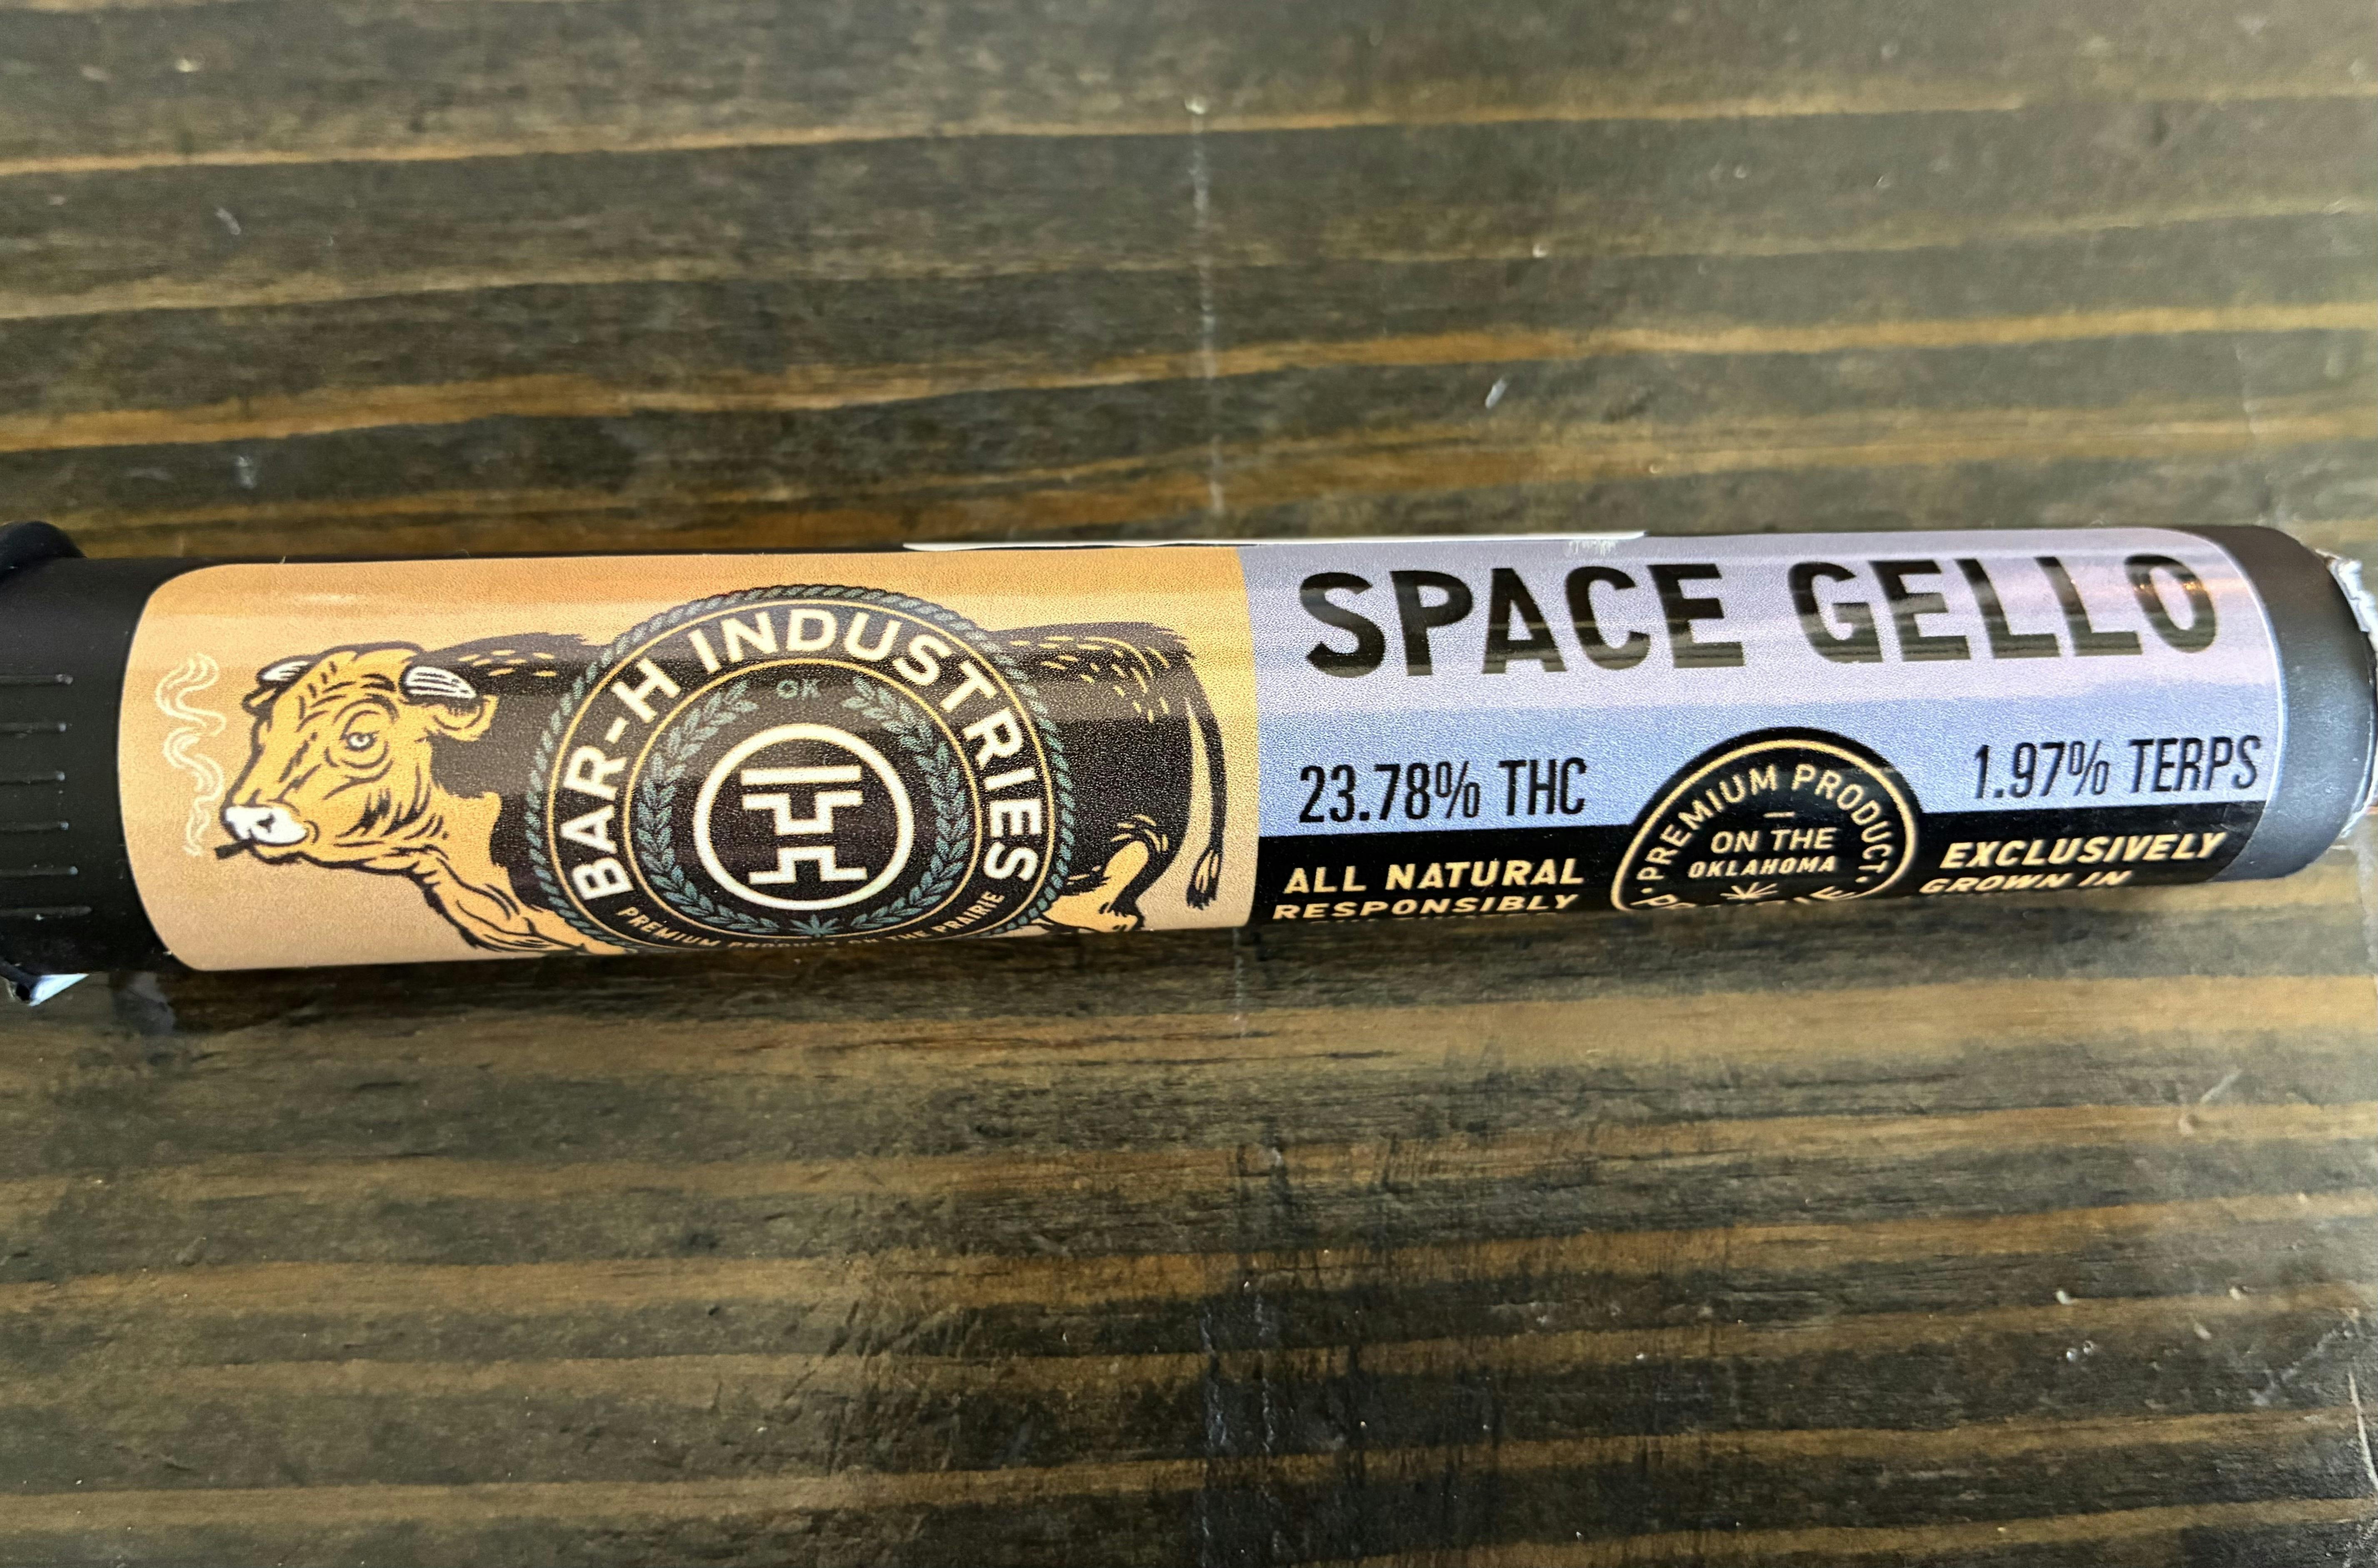 BAR-H INDUSTRIES
OK
H
PREMIUM PRODUCT ON THE PRAIRIE
SPACE GELLO
23.78% THC
1.97% TERPS
ALL NATURAL
RESPONSIBLY
PREMIUM PRODUCT
ON THE
OKLAHOMA
EXCLUSIVELY
GROWN IN